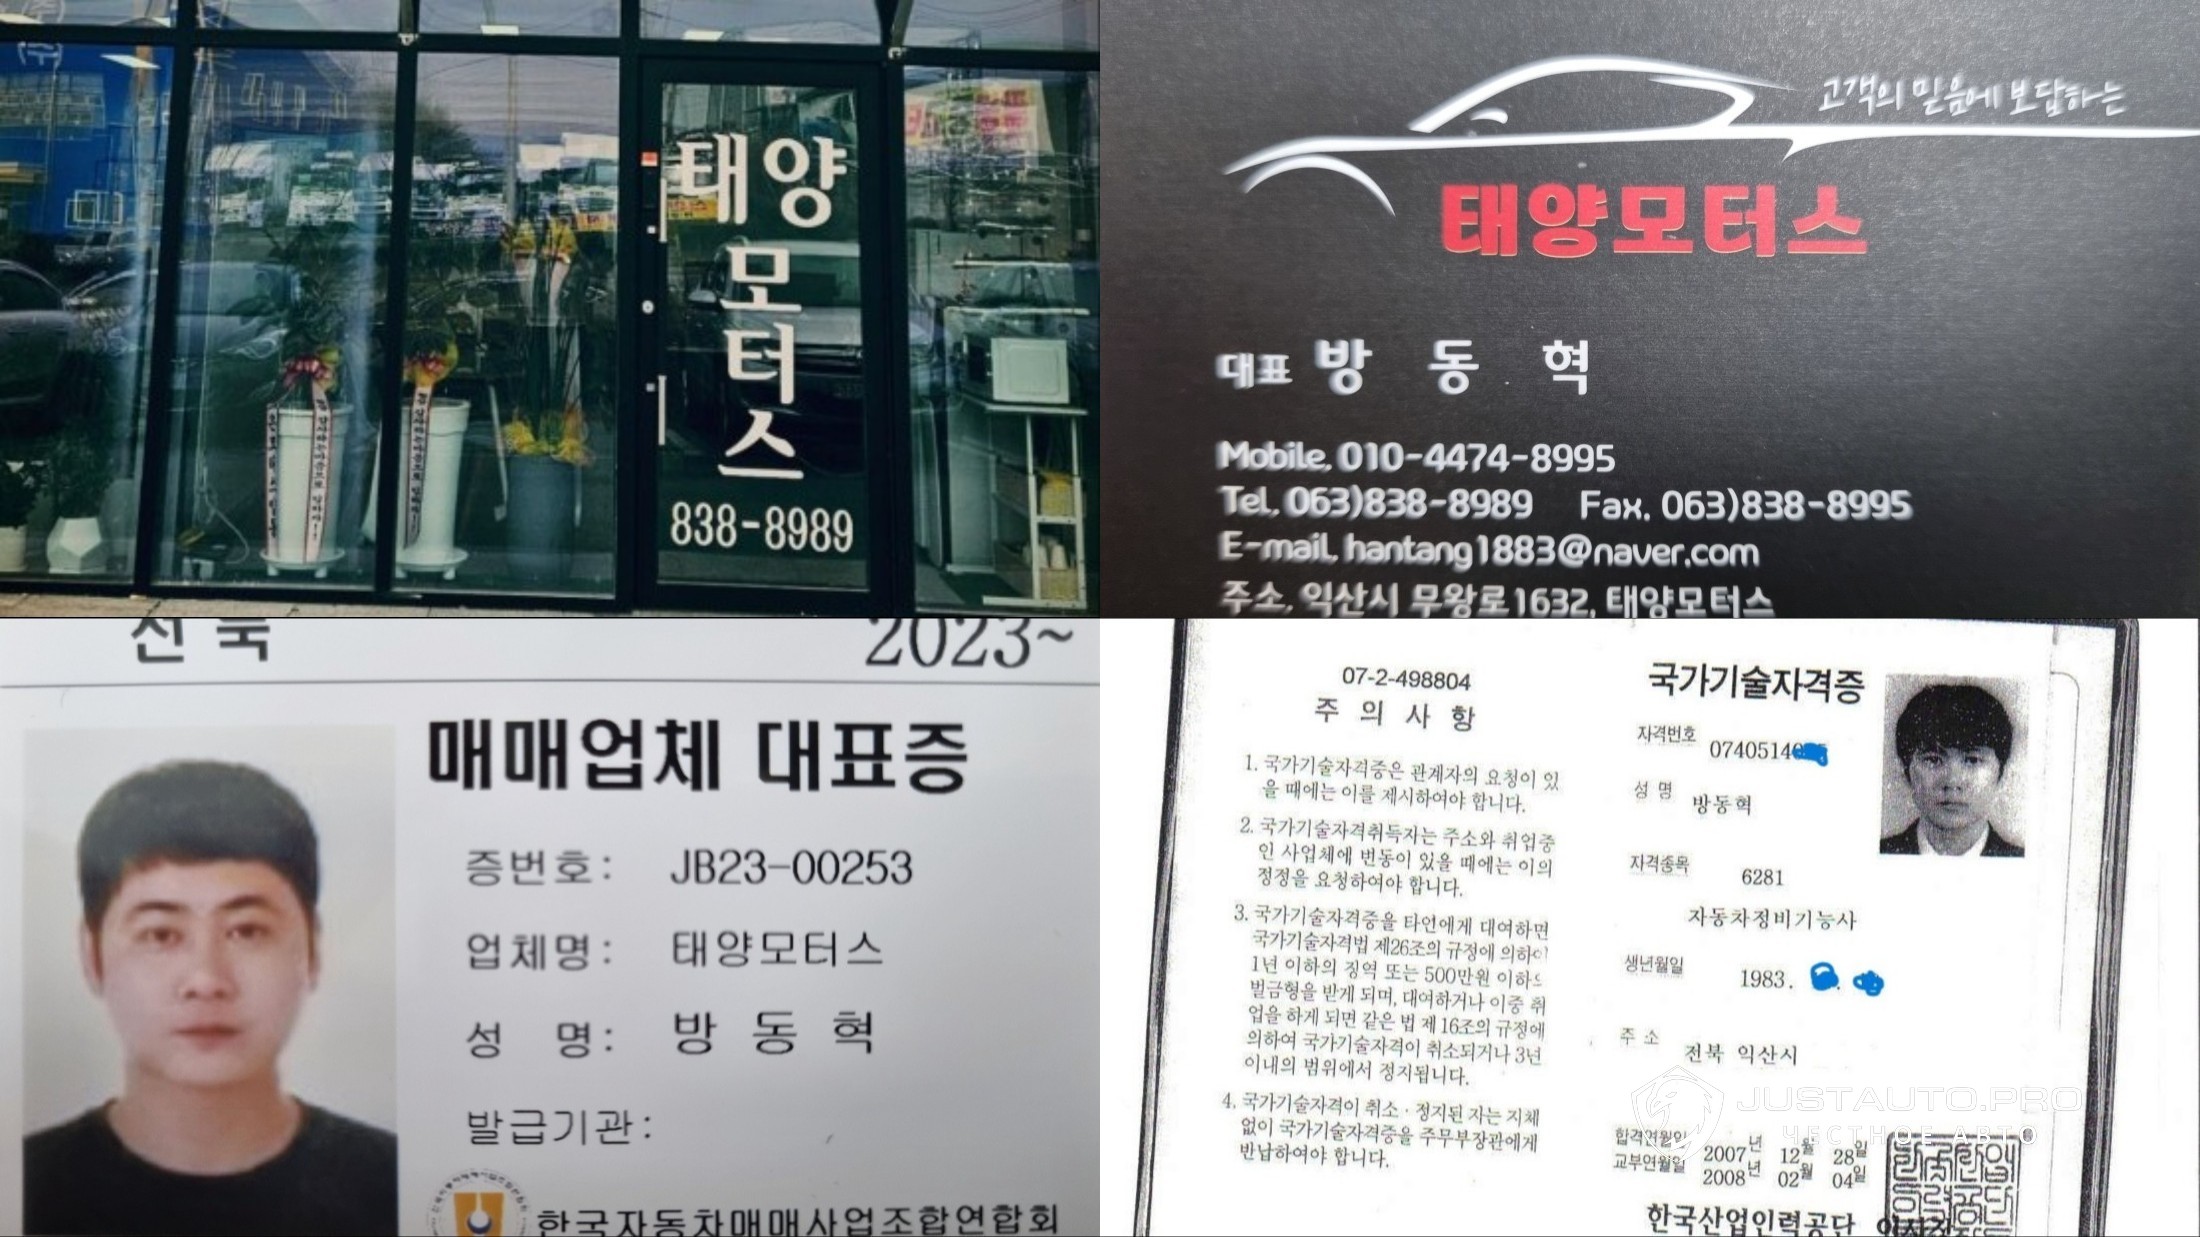 태양
모
터
스
838-8989
고객의 믿음에 보답하는
태양모터스
대표 방 동 혁
Mobile. 010-4474-8995
Tel. 063)838-8989 Fax. 063)838-8995
E-mail. hantang1883@naver.com
주소. 익산시 무왕로1632, 태양모터스
전 북 2023~
매매업체 대표증
증번호: JB23-00253
업체명: 태양모터스
성 명: 방 동 혁
발급기관:
한국자동차매매사업조합연합회
07-2-498804
주 의 사 항
1. 국가기술자격증은 관계자의 요청이 있
을 때에는 이를 제시하여야 합니다.
2. 국가기술자격취득자는 주소와 취업중
인 사업체에 변동이 있을 때에는 이의
정정을 요청하여야 합니다.
3. 국가기술자격증을 타인에게 대여하면
국가기술자격법 제26조의 규정에 의하여
1년 이하의 징역 또는 500만원 이하의
벌금형을 받게 되며, 대여하거나 이중 취
업을 하게 되면 같은 법 제16조의 규정에
의하여 국가기술자격이 취소되거나 3년
이내의 범위에서 정지됩니다.
4. 국가기술자격이 취소·정지된 자는 지체
없이 국가기술자격증을 주무부장관에게
반납하여야 합니다.
국가기술자격증
자격번호 0740514
성 명 방동혁
자격종목 6281
자동차정비기능사
생년월일 1983.
주 소 전북 익산시
합격연월일 2007년 12월 28일
교부연월일 2008년 02월 04일
한국산업인력공단
JUSTAUTO.PRO
ЧЕСТНОЕ АВТО